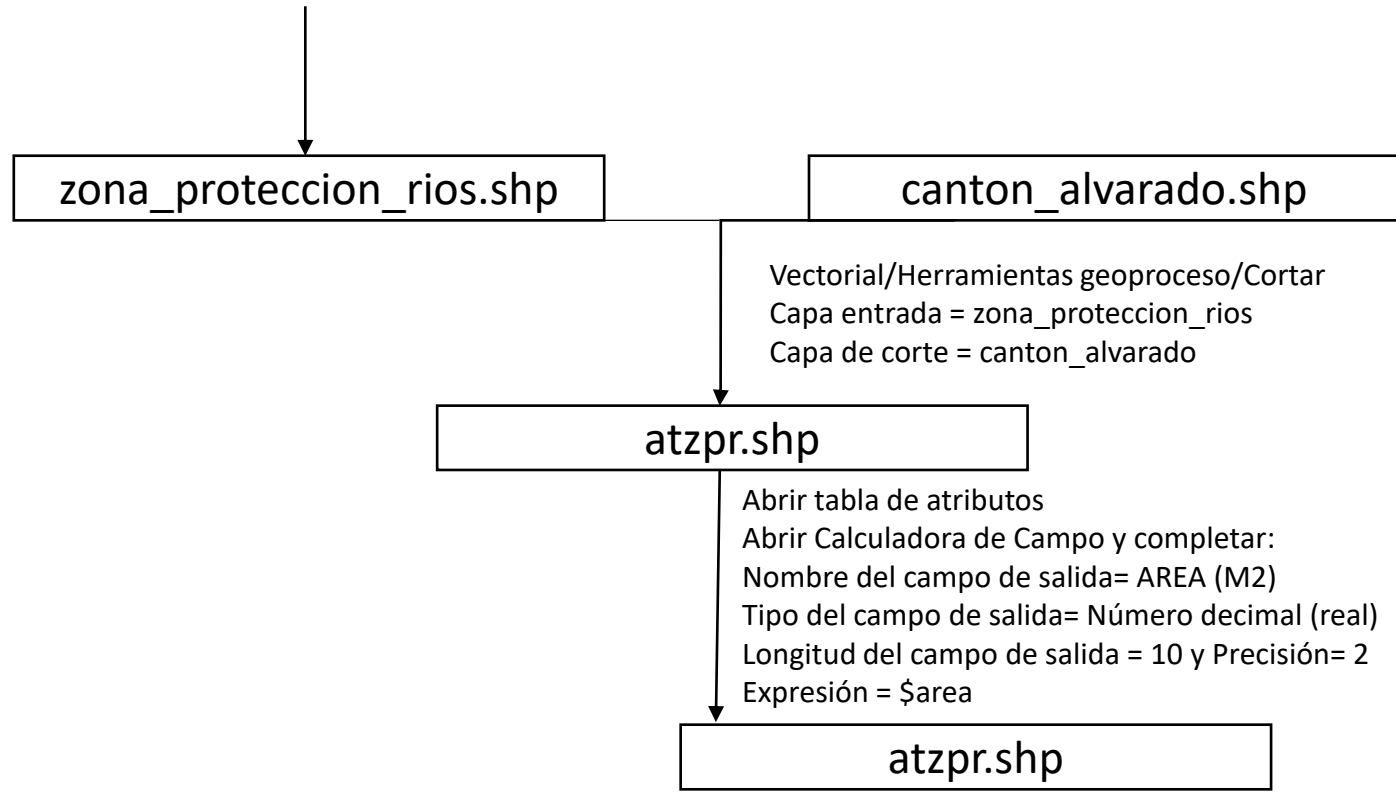 zona_proteccion_rios.shp
canton_alvarado.shp
Vectorial/Herramientas geoproceso/Cortar
Capa entrada = zona_proteccion_rios
Capa de corte = canton_alvarado
atzpr.shp
Abrir tabla de atributos
Abrir Calculadora de Campo y completar:
Nombre del campo de salida= AREA (M2)
Tipo del campo de salida= Número decimal (real)
Longitud del campo de salida = 10 y Precisión= 2
Expresión = $area
atzpr.shp